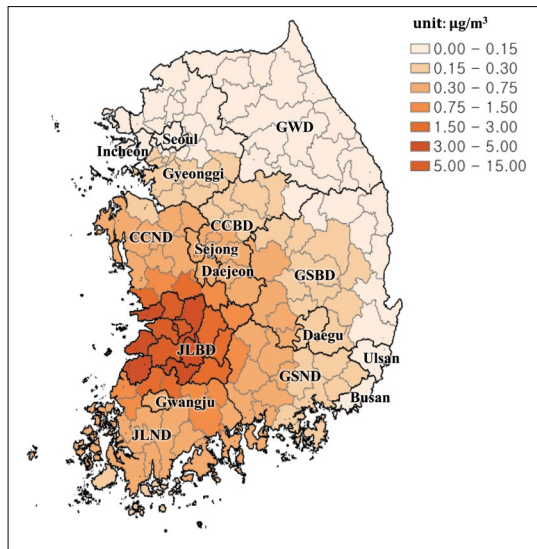 unit: μg/m³
0.00 – 0.15
0.15 – 0.30
0.30 – 0.75
0.75 – 1.50
1.50 – 3.00
3.00 – 5.00
5.00 – 15.00
GWD
Seoul
Incheon
Gyeonggi
CCBD
CCND
Sejong
Daejeon
GSBD
Daegu
JLBD
Ulsan
GSND
Gwangju
Busan
JLND